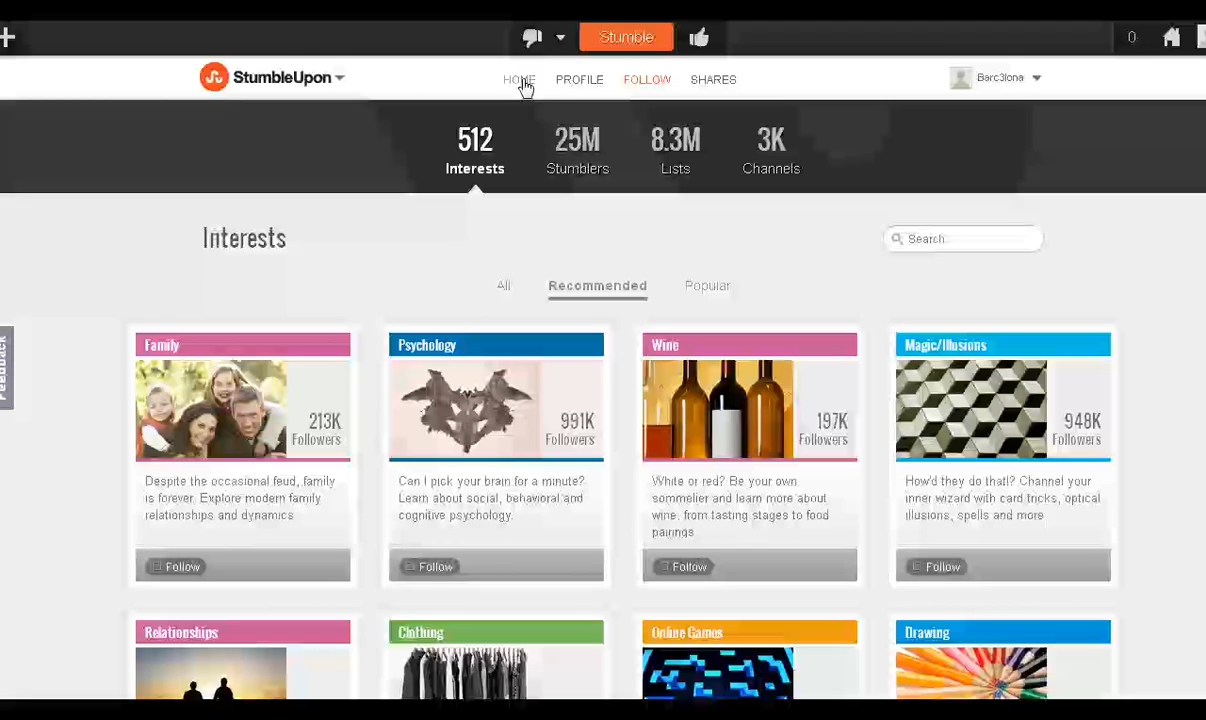 Stumble
0
StumbleUpon
HOME PROFILE FOLLOW SHARES
Barc3lona
512 25M 8.3M 3K
Interests Stumblers Lists Channels
Interests
Search
All Recommended Popular
Feedback
Family
213K
Followers
Despite the occasional feud, family
is forever. Explore modern family
relationships and dynamics
Follow
Psychology
991K
Followers
Can I pick your brain for a minute?
Learn about social, behavioral and
cognitive psychology.
Follow
Wine
197K
Followers
White or red? Be your own
sommelier and learn more about
wine, from tasting stages to food
pairings
Follow
Magic/Illusions
948K
Followers
How'd they do that!? Channel your
inner wizard with card tricks, optical
illusions, spells and more
Follow
Relationships
Clothing
Online Games
Drawing